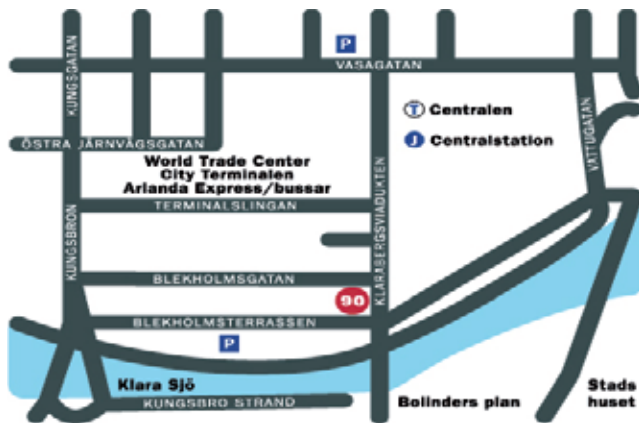 P
VASAGATAN
KUNGSGATAN
T Centralen
J Centralstation
VATTUGATAN
ÖSTRA JÄRNVÄGSGATAN
World Trade Center
City Terminalen
Arlanda Express/bussar
TERMINALSLINGAN
KLARABERGSVIADUKTEN
KUNGSBRON
BLEKHOLMSGATAN
90
BLEKHOLMSTERRASSEN
P
Klara Sjö
KUNGSBRO STRAND
Bolinders plan
Stads
huset